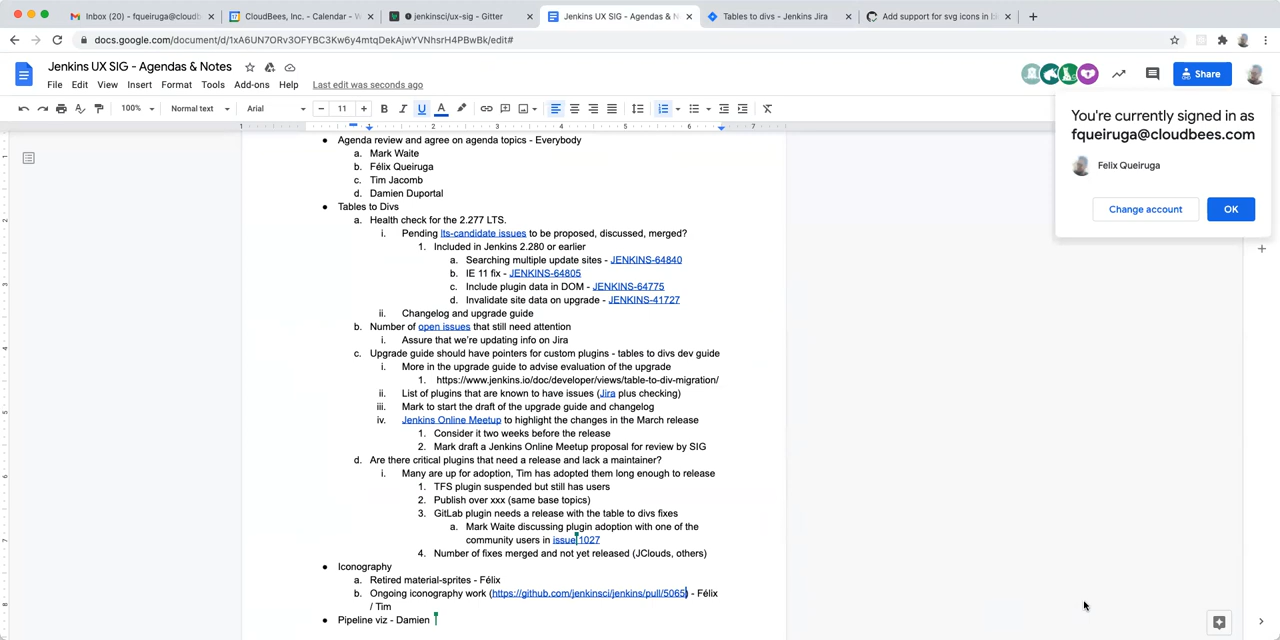 Inbox (20) - fqueiruga@cloudb
CloudBees, Inc. - Calendar - W
jenkinsci/ux-sig - Gitter
Jenkins UX SIG - Agendas & N
Tables to divs - Jenkins Jira
Add support for svg icons in b
docs.google.com/document/d/1xA6UN7ORv3OFYBC3Kw6y4mtqDekAjwYVNhsrH4PBwBk/edit#
Jenkins UX SIG - Agendas & Notes
File Edit View Insert Format Tools Add-ons Help Last edit was seconds ago
Share
100% Normal text Arial 11 B I U A
1 1 2 3 4 5 6 7
You're currently signed in as
fqueiruga@cloudbees.com
Felix Queiruga
Change account OK
● Agenda review and agree on agenda topics - Everybody
a. Mark Waite
b. Félix Queiruga
c. Tim Jacomb
d. Damien Duportal
● Tables to Divs
a. Health check for the 2.277 LTS.
i. Pending lts-candidate issues to be proposed, discussed, merged?
1. Included in Jenkins 2.280 or earlier
a. Searching multiple update sites - JENKINS-64840
b. IE 11 fix - JENKINS-64805
c. Include plugin data in DOM - JENKINS-64775
d. Invalidate site data on upgrade - JENKINS-41727
ii. Changelog and upgrade guide
b. Number of open issues that still need attention
i. Assure that we're updating info on Jira
c. Upgrade guide should have pointers for custom plugins - tables to divs dev guide
i. More in the upgrade guide to advise evaluation of the upgrade
1. https://www.jenkins.io/doc/developer/views/table-to-div-migration/
ii. List of plugins that are known to have issues (Jira plus checking)
iii. Mark to start the draft of the upgrade guide and changelog
iv. Jenkins Online Meetup to highlight the changes in the March release
1. Consider it two weeks before the release
2. Mark draft a Jenkins Online Meetup proposal for review by SIG
d. Are there critical plugins that need a release and lack a maintainer?
i. Many are up for adoption, Tim has adopted them long enough to release
1. TFS plugin suspended but still has users
2. Publish over xxx (same base topics)
3. GitLab plugin needs a release with the table to divs fixes
a. Mark Waite discussing plugin adoption with one of the
community users in issue 1027
4. Number of fixes merged and not yet released (JClouds, others)
● Iconography
a. Retired material-sprites - Félix
b. Ongoing iconography work (https://github.com/jenkinsci/jenkins/pull/5065) - Félix
/ Tim
● Pipeline viz - Damien